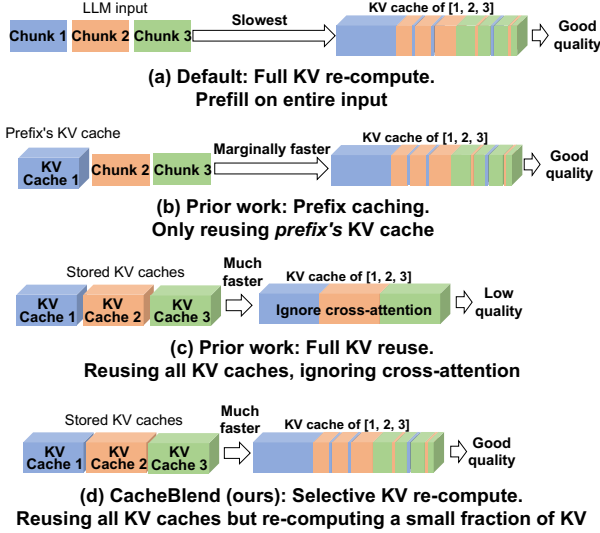 LLM input
Chunk 1 Chunk 2 Chunk 3
Slowest
KV cache of [1, 2, 3]
Good
quality
(a) Default: Full KV re-compute.
Prefill on entire input
Prefix's KV cache
KV
Cache 1
Chunk 2 Chunk 3
Marginally faster
KV cache of [1, 2, 3]
Good
quality
(b) Prior work: Prefix caching.
Only reusing prefix's KV cache
Stored KV caches
KV
Cache 1
KV
Cache 2
KV
Cache 3
Much
faster
KV cache of [1, 2, 3]
Ignore cross-attention
Low
quality
(c) Prior work: Full KV reuse.
Reusing all KV caches, ignoring cross-attention
Stored KV caches
KV
Cache 1
KV
Cache 2
KV
Cache 3
Much
faster
KV cache of [1, 2, 3]
Good
quality
(d) CacheBlend (ours): Selective KV re-compute.
Reusing all KV caches but re-computing a small fraction of KV